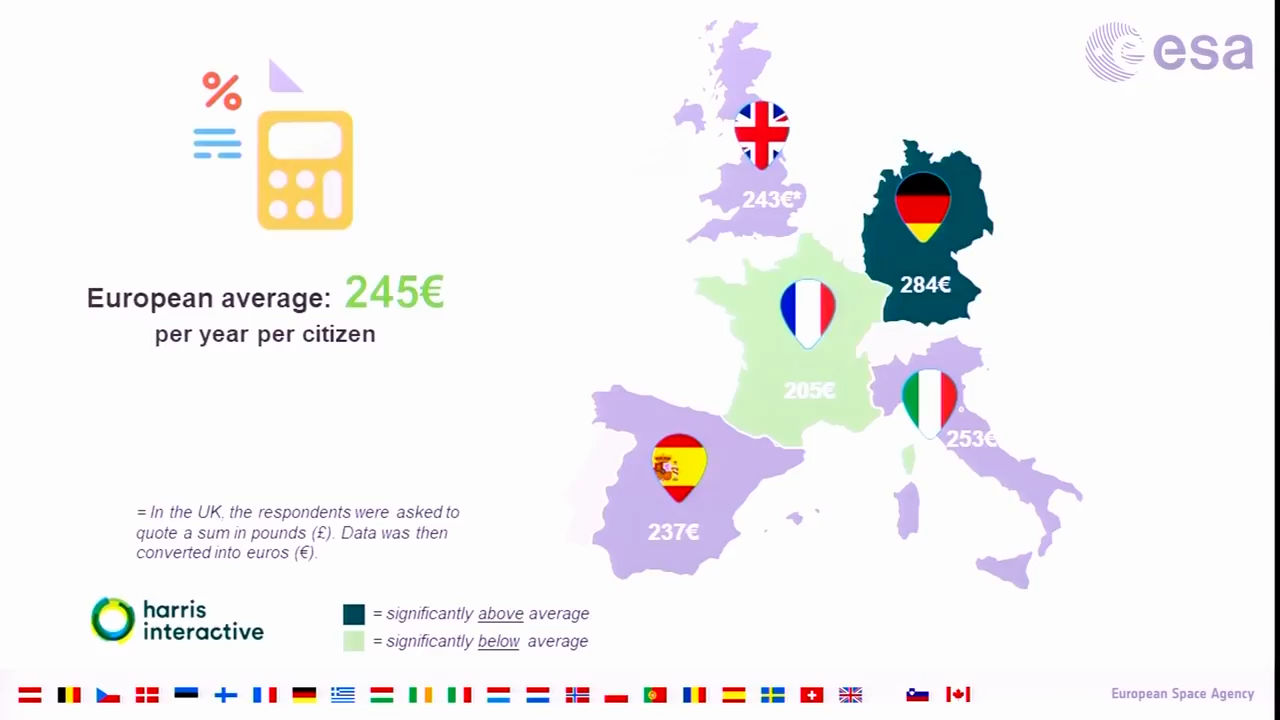 %
esa
243€*
284€
European average: 245€
per year per citizen
205€
253€
237€
= In the UK, the respondents were asked to
quote a sum in pounds (£). Data was then
converted into euros (€).
harris
interactive
= significantly above average
= significantly below average
European Space Agency